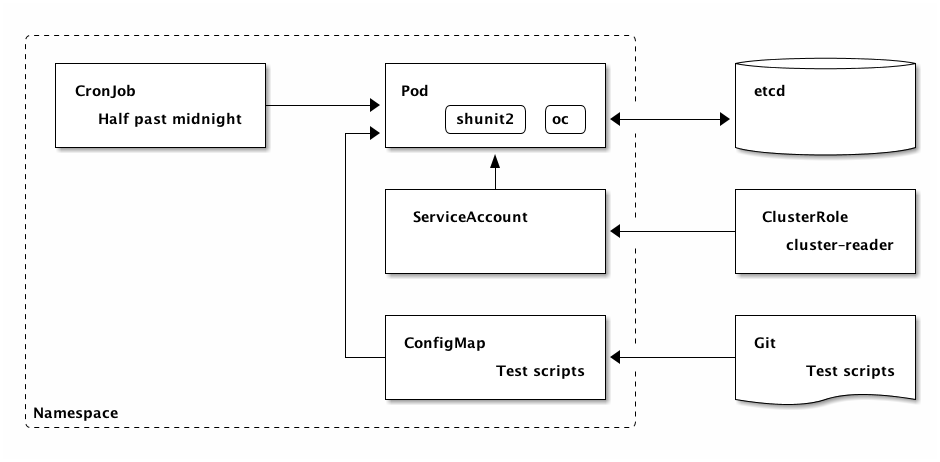 CronJob
Half past midnight
Pod
shunit2
oc
etcd
ServiceAccount
ClusterRole
cluster-reader
ConfigMap
Test scripts
Git
Test scripts
Namespace